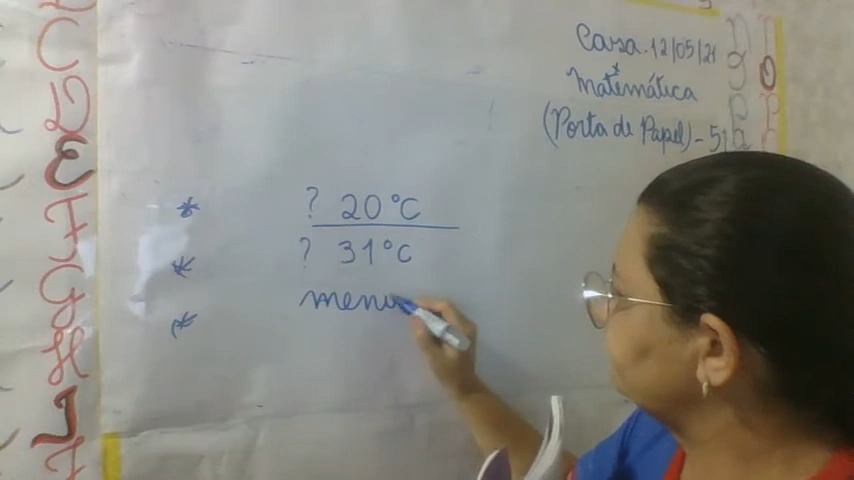 Casa. 12/05/21
Matemática
(Porta de Papel) - 51
* ? 20°C
* ? 31°C
* menu